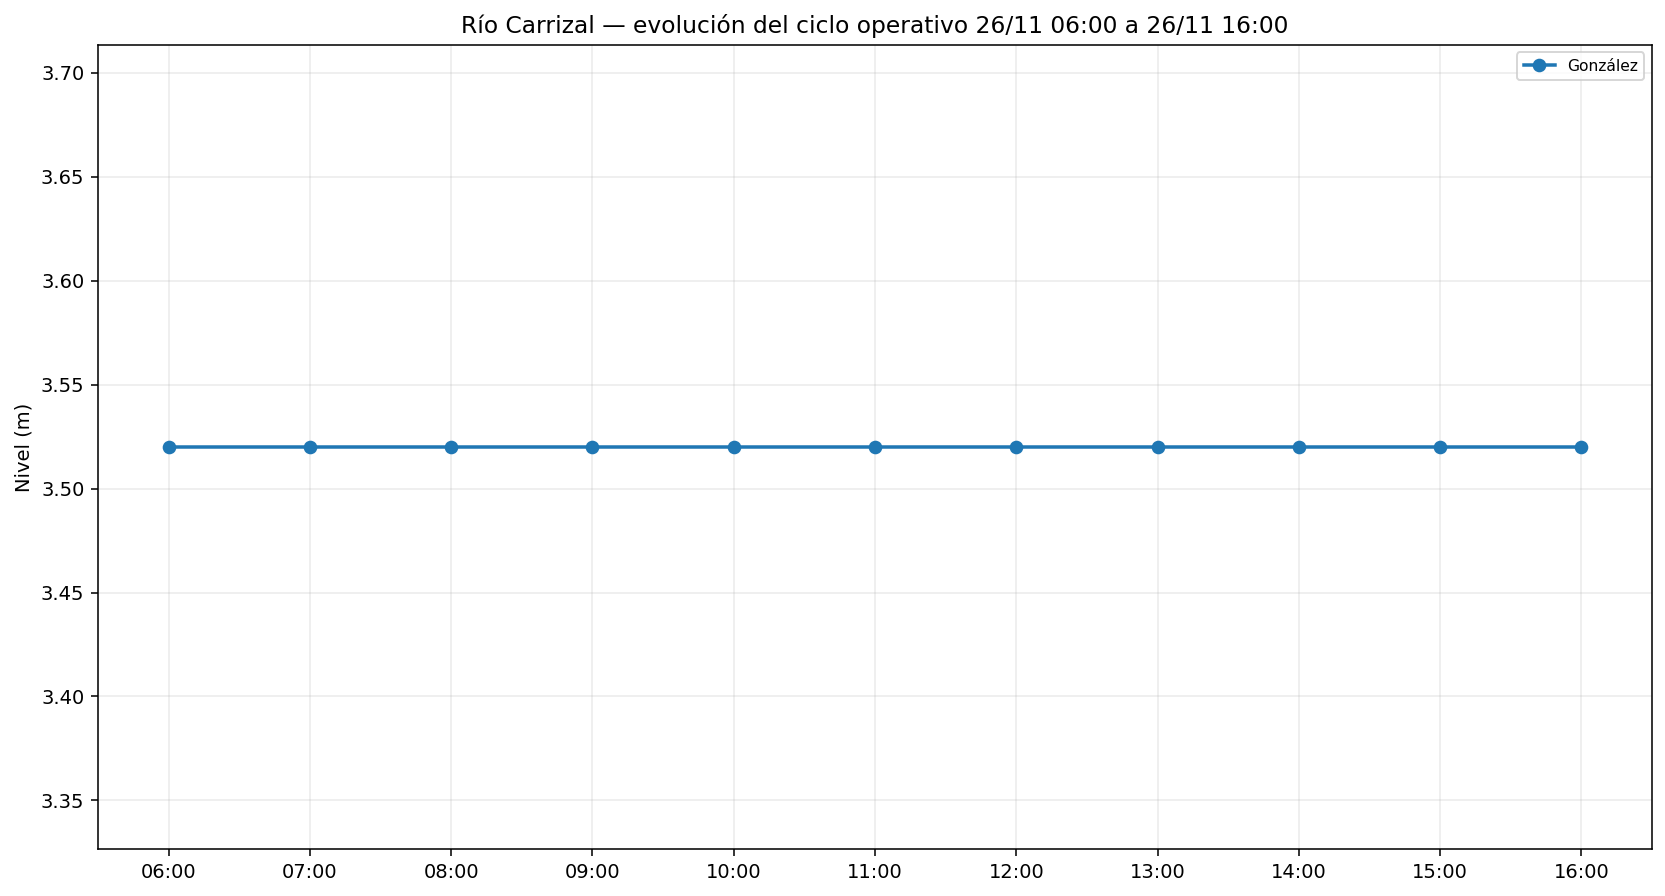 Río Carrizal — evolución del ciclo operativo 26/11 06:00 a 26/11 16:00
González
3.70
3.65
3.60
3.55
3.50
3.45
3.40
3.35
Nivel (m)
06:00 07:00 08:00 09:00 10:00 11:00 12:00 13:00 14:00 15:00 16:00